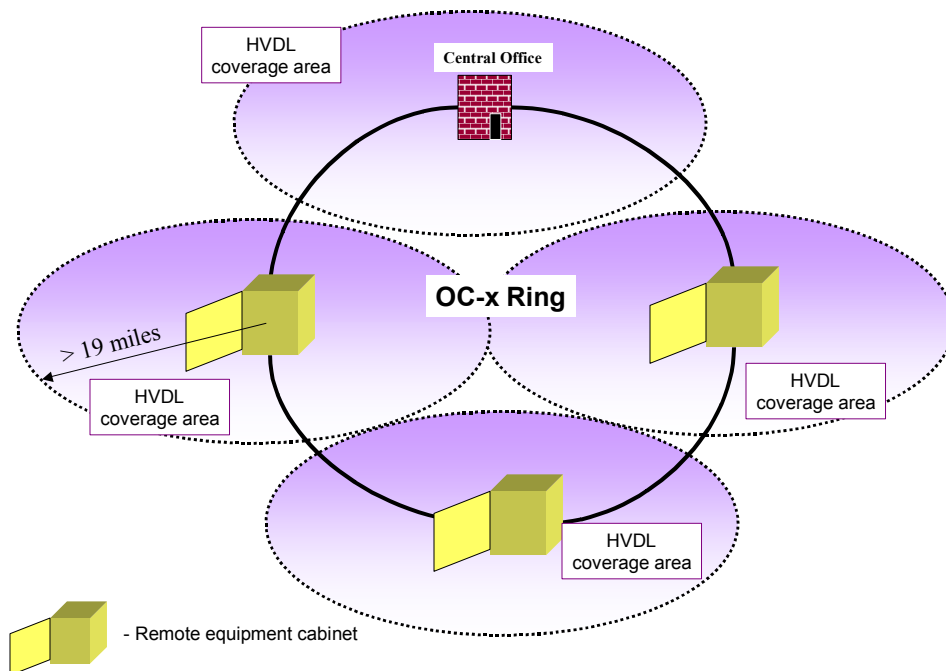 HVDL
coverage area
Central Office
OC-x Ring
> 19 miles
HVDL
coverage area
HVDL
coverage area
HVDL
coverage area
- Remote equipment cabinet